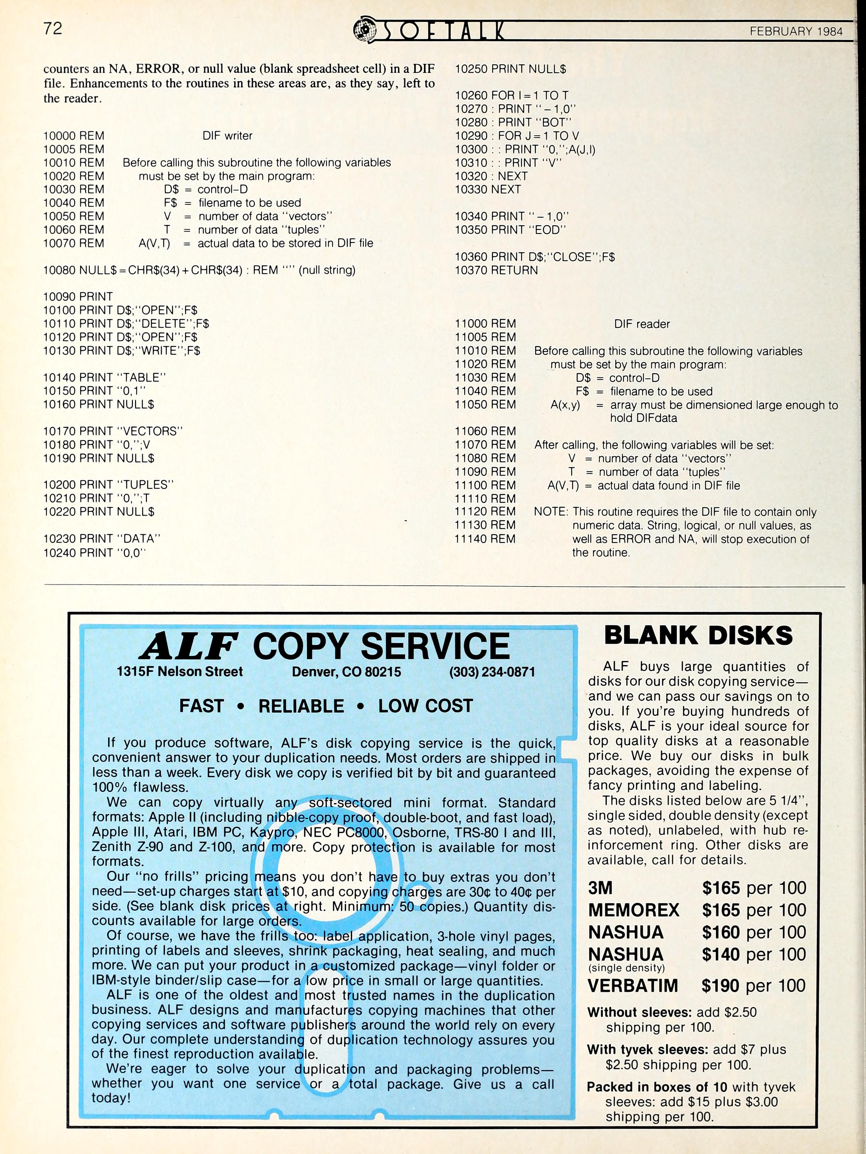 72
SOFTALK
FEBRUARY 1984
counters an NA, ERROR, or null value (blank spreadsheet cell) in a DIF
file. Enhancements to the routines in these areas are, as they say, left to
the reader.
10000 REM DIF writer
10005 REM
10010 REM Before calling this subroutine the following variables
10020 REM must be set by the main program:
10030 REM D$ = control-D
10040 REM F$ = filename to be used
10050 REM V = number of data "vectors"
10060 REM T = number of data "tuples"
10070 REM A(V,T) = actual data to be stored in DIF file
10080 NULL$ = CHR$(34) + CHR$(34) : REM "" (null string)
10090 PRINT
10100 PRINT D$;"OPEN";F$
10110 PRINT D$;"DELETE";F$
10120 PRINT D$;"OPEN";F$
10130 PRINT D$;"WRITE";F$
10140 PRINT "TABLE"
10150 PRINT "0,1"
10160 PRINT NULL$
10170 PRINT "VECTORS"
10180 PRINT "0,";V
10190 PRINT NULL$
10200 PRINT "TUPLES"
10210 PRINT "0,";T
10220 PRINT NULL$
10230 PRINT "DATA"
10240 PRINT "0,0"
10250 PRINT NULL$
10260 FOR I = 1 TO T
10270 : PRINT "-1,0"
10280 : PRINT "BOT"
10290 : FOR J = 1 TO V
10300 : : PRINT "0,";A(J,I)
10310 : : PRINT "V"
10320 : NEXT
10330 NEXT
10340 PRINT "-1,0"
10350 PRINT "EOD"
10360 PRINT D$;"CLOSE";F$
10370 RETURN
11000 REM DIF reader
11005 REM
11010 REM Before calling this subroutine the following variables
11020 REM must be set by the main program:
11030 REM D$ = control-D
11040 REM F$ = filename to be used
11050 REM A(x,y) = array must be dimensioned large enough to
hold DIFdata
11060 REM
11070 REM After calling, the following variables will be set:
11080 REM V = number of data "vectors"
11090 REM T = number of data "tuples"
11100 REM A(V,T) = actual data found in DIF file
11110 REM
11120 REM NOTE: This routine requires the DIF file to contain only
11130 REM numeric data. String, logical, or null values, as
11140 REM well as ERROR and NA, will stop execution of
the routine.
ALF COPY SERVICE
1315F Nelson Street Denver, CO 80215 (303) 234-0871
FAST • RELIABLE • LOW COST
If you produce software, ALF's disk copying service is the quick,
convenient answer to your duplication needs. Most orders are shipped in
less than a week. Every disk we copy is verified bit by bit and guaranteed
100% flawless.
We can copy virtually any soft-sectored mini format. Standard
formats: Apple II (including nibble-copy proof, double-boot, and fast load),
Apple III, Atari, IBM PC, Kaypro, NEC PC8000, Osborne, TRS-80 I and III,
Zenith Z-90 and Z-100, and more. Copy protection is available for most
formats.
Our "no frills" pricing means you don't have to buy extras you don't
need—set-up charges start at $10, and copying charges are 30¢ to 40¢ per
side. (See blank disk prices at right. Minimum: 50 copies.) Quantity dis-
counts available for large orders.
Of course, we have the frills too: label application, 3-hole vinyl pages,
printing of labels and sleeves, shrink packaging, heat sealing, and much
more. We can put your product in a customized package—vinyl folder or
IBM-style binder/slip case—for a low price in small or large quantities.
ALF is one of the oldest and most trusted names in the duplication
business. ALF designs and manufactures copying machines that other
copying services and software publishers around the world rely on every
day. Our complete understanding of duplication technology assures you
of the finest reproduction available.
We're eager to solve your duplication and packaging problems—
whether you want one service or a total package. Give us a call
today!
BLANK DISKS
ALF buys large quantities of
disks for our disk copying service—
and we can pass our savings on to
you. If you're buying hundreds of
disks, ALF is your ideal source for
top quality disks at a reasonable
price. We buy our disks in bulk
packages, avoiding the expense of
fancy printing and labeling.
The disks listed below are 5 1/4",
single sided, double density (except
as noted), unlabeled, with hub re-
inforcement ring. Other disks are
available, call for details.
3M $165 per 100
MEMOREX $165 per 100
NASHUA $160 per 100
NASHUA $140 per 100
(single density)
VERBATIM $190 per 100
Without sleeves: add $2.50
shipping per 100.
With tyvek sleeves: add $7 plus
$2.50 shipping per 100.
Packed in boxes of 10 with tyvek
sleeves: add $15 plus $3.00
shipping per 100.